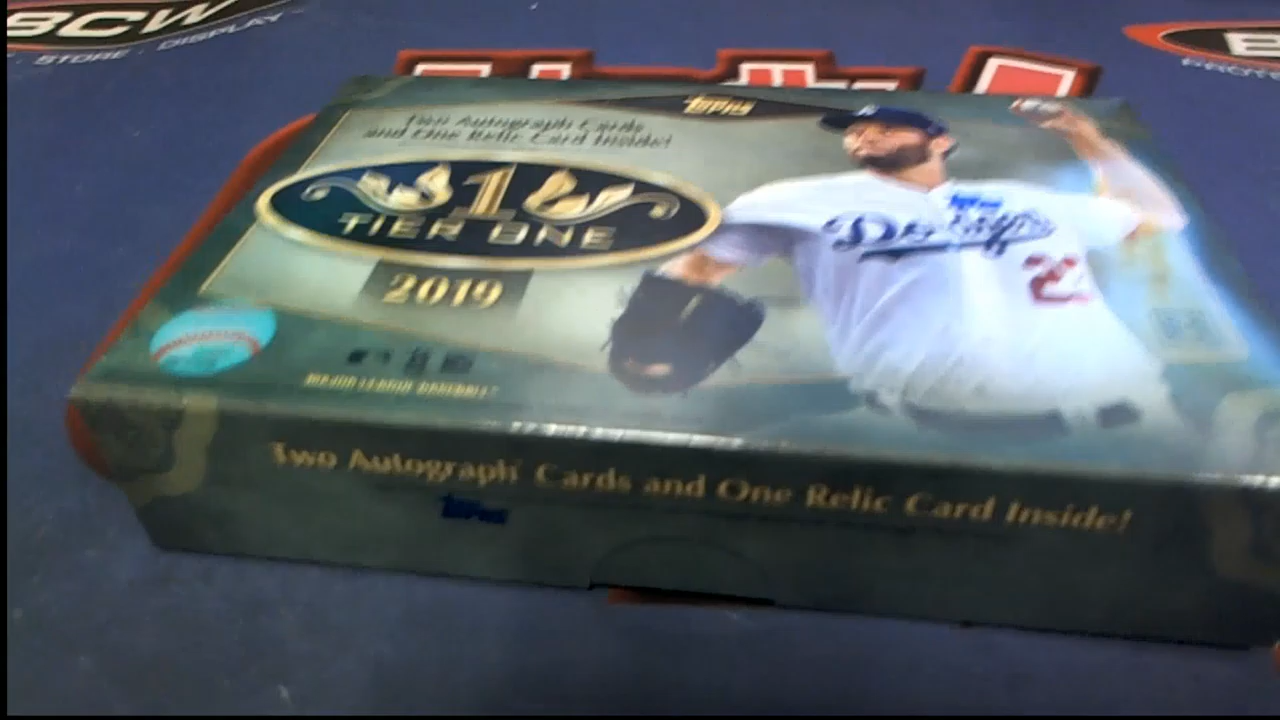 BCW
STORE · DISPLAY
topps
Two Autograph Cards
and One Relic Card Inside!
1
TIER ONE
2019
Dodgers
MAJOR LEAGUE BASEBALL
Two Autograph Cards and One Relic Card Inside!
topps